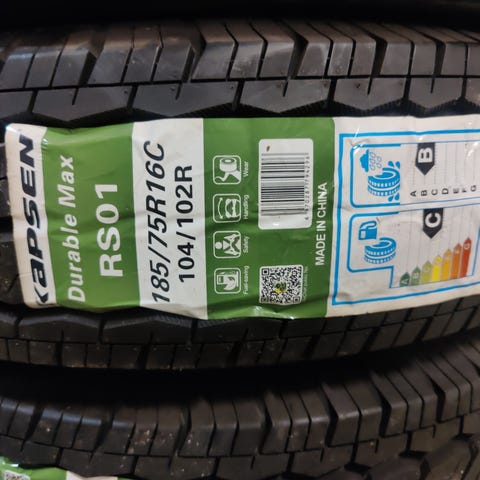 KAPSEN
Durable Max
RS01
185/75R16C
104/102R
Fuel-saving
Safety
Handling
Wear
MADE IN CHINA
B
A
B
C
D
E
G
C
A
B
C